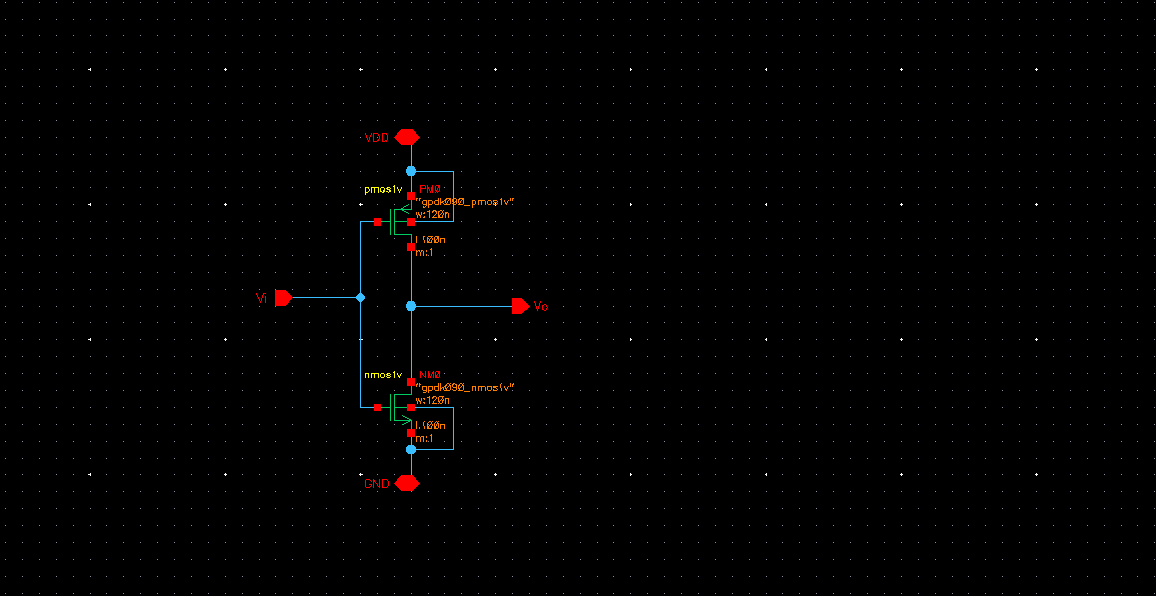 VDD
pmos1v
PM0
"gpdk090_pmos1v"
w:120n
l:100n
m:1
Vi
Vo
nmos1v
NM0
"gpdk090_nmos1v"
w:120n
l:100n
m:1
GND